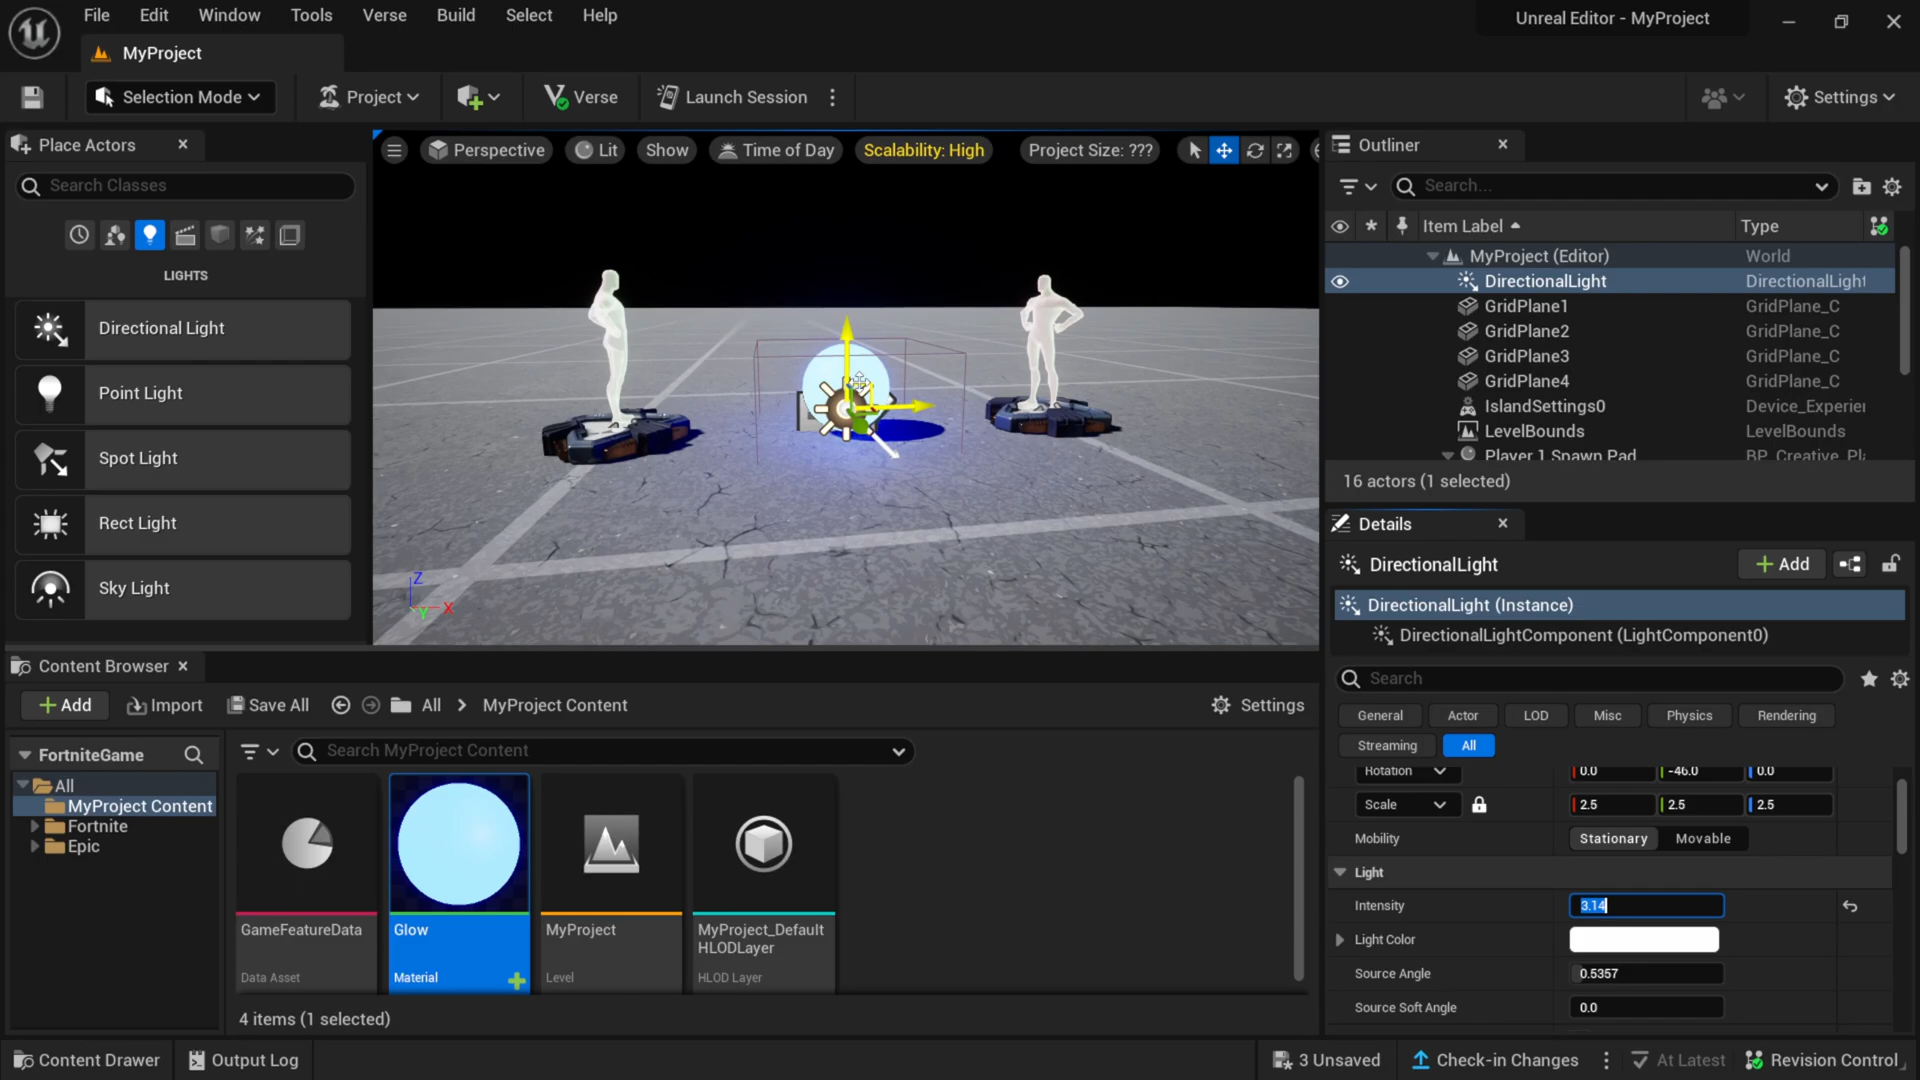 File Edit Window Tools Verse Build Select Help
Unreal Editor - MyProject
MyProject
Selection Mode
Project
Verse
Launch Session
Settings
Place Actors
Search Classes
LIGHTS
Directional Light
Point Light
Spot Light
Rect Light
Sky Light
Perspective
Lit
Show
Time of Day
Scalability: High
Project Size: ???
Z
Y
X
Outliner
Search...
Item Label
Type
MyProject (Editor) World
DirectionalLight DirectionalLight
GridPlane1 GridPlane_C
GridPlane2 GridPlane_C
GridPlane3 GridPlane_C
GridPlane4 GridPlane_C
IslandSettings0 Device_Experien
LevelBounds LevelBounds
Player 1 Spawn Pad BP_Creative_Pla
16 actors (1 selected)
Details
DirectionalLight
Add
DirectionalLight (Instance)
DirectionalLightComponent (LightComponent0)
Search
General Actor LOD Misc Physics Rendering
Streaming All
Rotation 0.0 -46.0 0.0
Scale 2.5 2.5 2.5
Mobility Stationary Movable
Light
Intensity 3.14
Light Color
Source Angle 0.5357
Source Soft Angle 0.0
Content Browser
Add
Import
Save All
All
MyProject Content
Settings
FortniteGame
All
MyProject Content
Fortnite
Epic
Search MyProject Content
GameFeatureData
Data Asset
Glow
Material
MyProject
Level
MyProject_Default
HLODLayer
HLOD Layer
4 items (1 selected)
Content Drawer
Output Log
3 Unsaved
Check-in Changes
At Latest
Revision Control